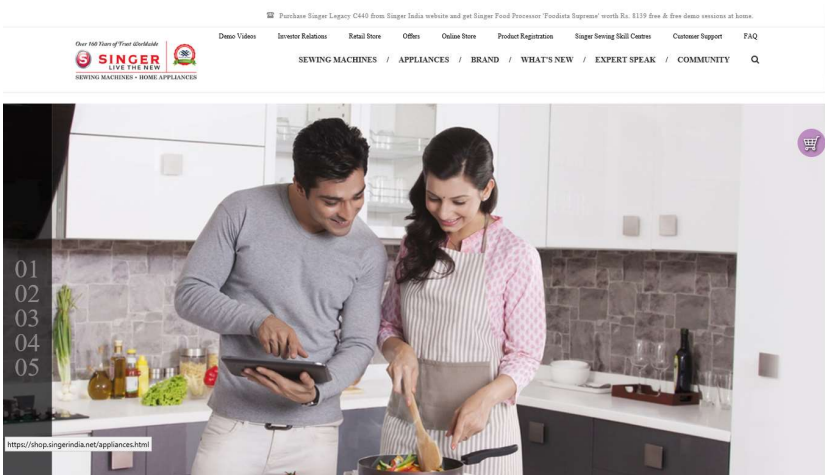 ☎ Purchase Singer Legacy C440 from Singer India website and get Singer Food Processor 'Foodista Supreme' worth Rs. 8139 free & free demo sessions at home.
Demo Videos Investor Relations Retail Store Offers Online Store Product Registration Singer Sewing Skill Centres Customer Support FAQ
Over 160 Years of Trust Worldwide
S SINGER
LIVE THE NEW
SEWING MACHINES • HOME APPLIANCES
SEWING MACHINES / APPLIANCES / BRAND / WHAT'S NEW / EXPERT SPEAK / COMMUNITY
01
02
03
04
05
https://shop.singerindia.net/appliances.html